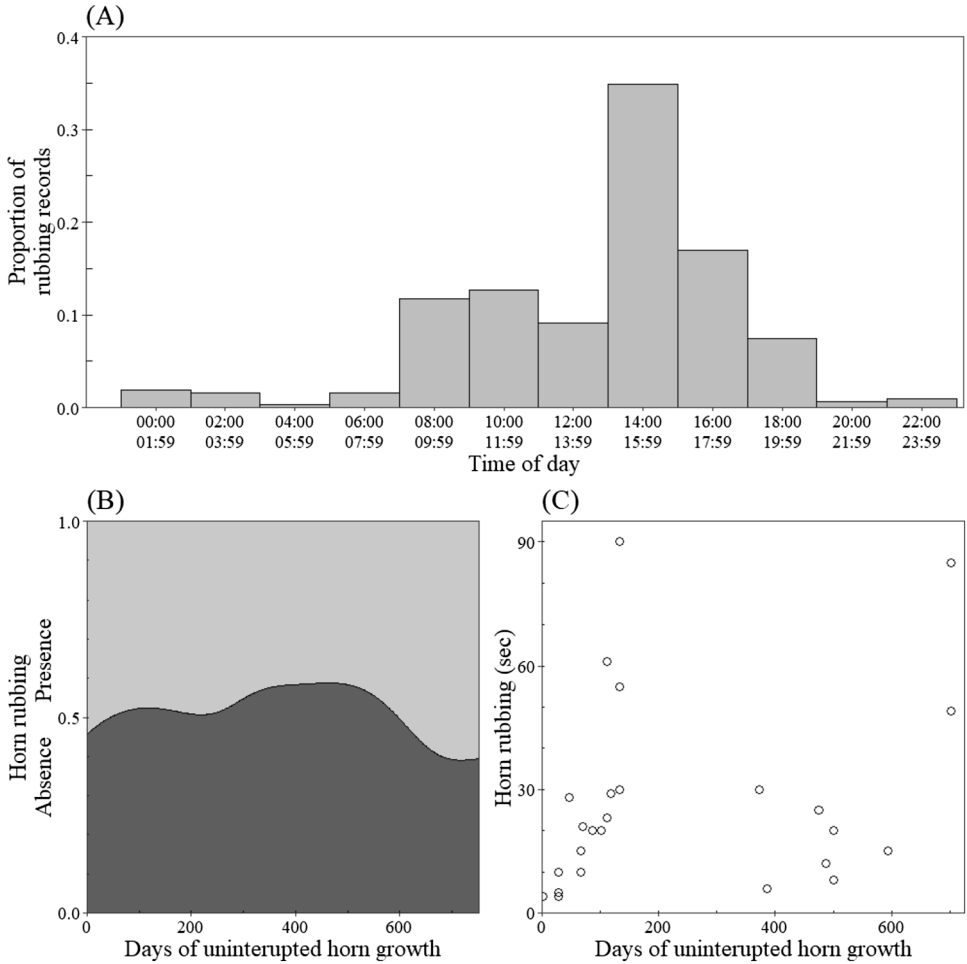 (A)
Proportion of
rubbing records
0.4
0.3
0.2
0.1
0.0
00:00 02:00 04:00 06:00 08:00 10:00 12:00 14:00 16:00 18:00 20:00 22:00
01:59 03:59 05:59 07:59 09:59 11:59 13:59 15:59 17:59 19:59 21:59 23:59
Time of day
(B)
Horn rubbing
Absence Presence
1.0
0.5
0.0
0 200 400 600
Days of uninterupted horn growth
(C)
Horn rubbing (sec)
90
60
30
0
0 200 400 600
Days of uninterupted horn growth